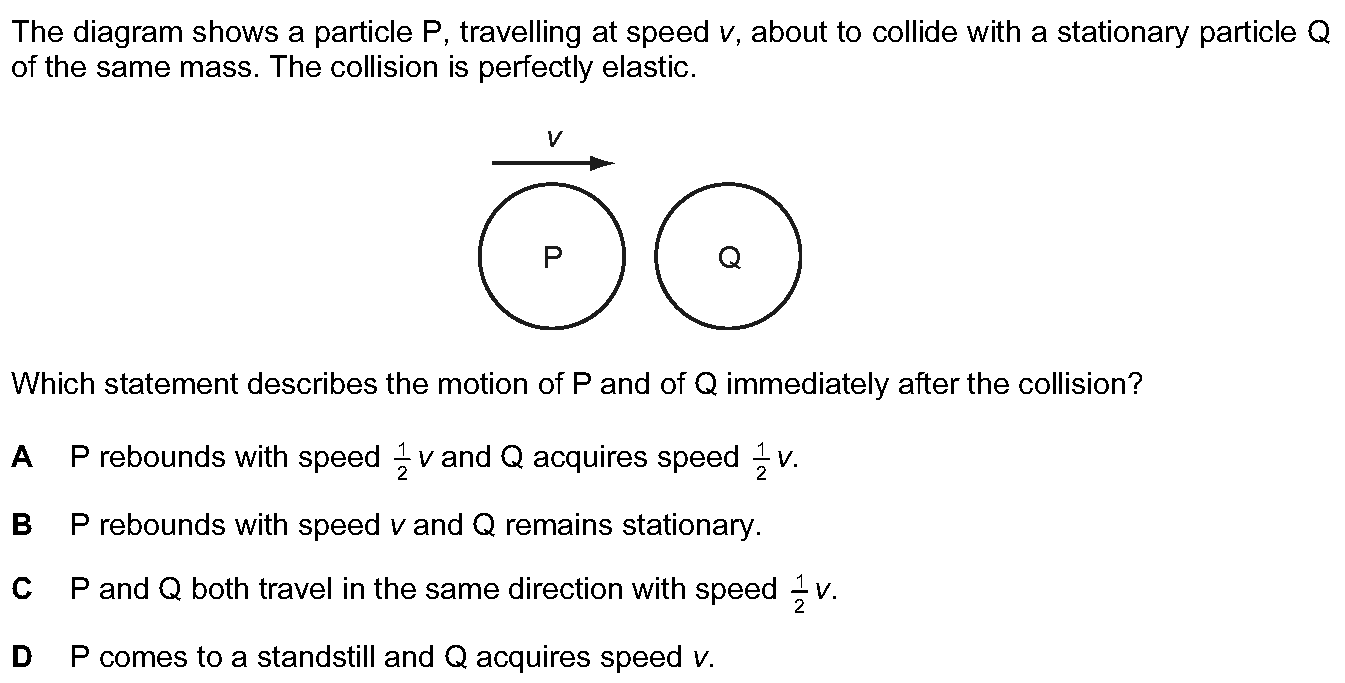 The diagram shows a particle P, travelling at speed v, about to collide with a stationary particle Q
of the same mass. The collision is perfectly elastic.
v
P Q
Which statement describes the motion of P and of Q immediately after the collision?
A P rebounds with speed 1/2 v and Q acquires speed 1/2 v.
B P rebounds with speed v and Q remains stationary.
C P and Q both travel in the same direction with speed 1/2 v.
D P comes to a standstill and Q acquires speed v.